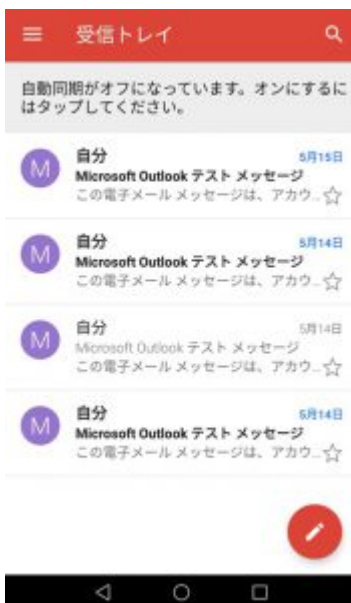 受信トレイ
自動同期がオフになっています。オンにするに
はタップしてください。
M
自分 5月15日
Microsoft Outlook テスト メッセージ
この電子メール メッセージは、アカウ...
M
自分 5月14日
Microsoft Outlook テスト メッセージ
この電子メール メッセージは、アカウ...
M
自分 5月14日
Microsoft Outlook テスト メッセージ
この電子メール メッセージは、アカウ...
M
自分 5月14日
Microsoft Outlook テスト メッセージ
この電子メール メッセージは、アカウ...